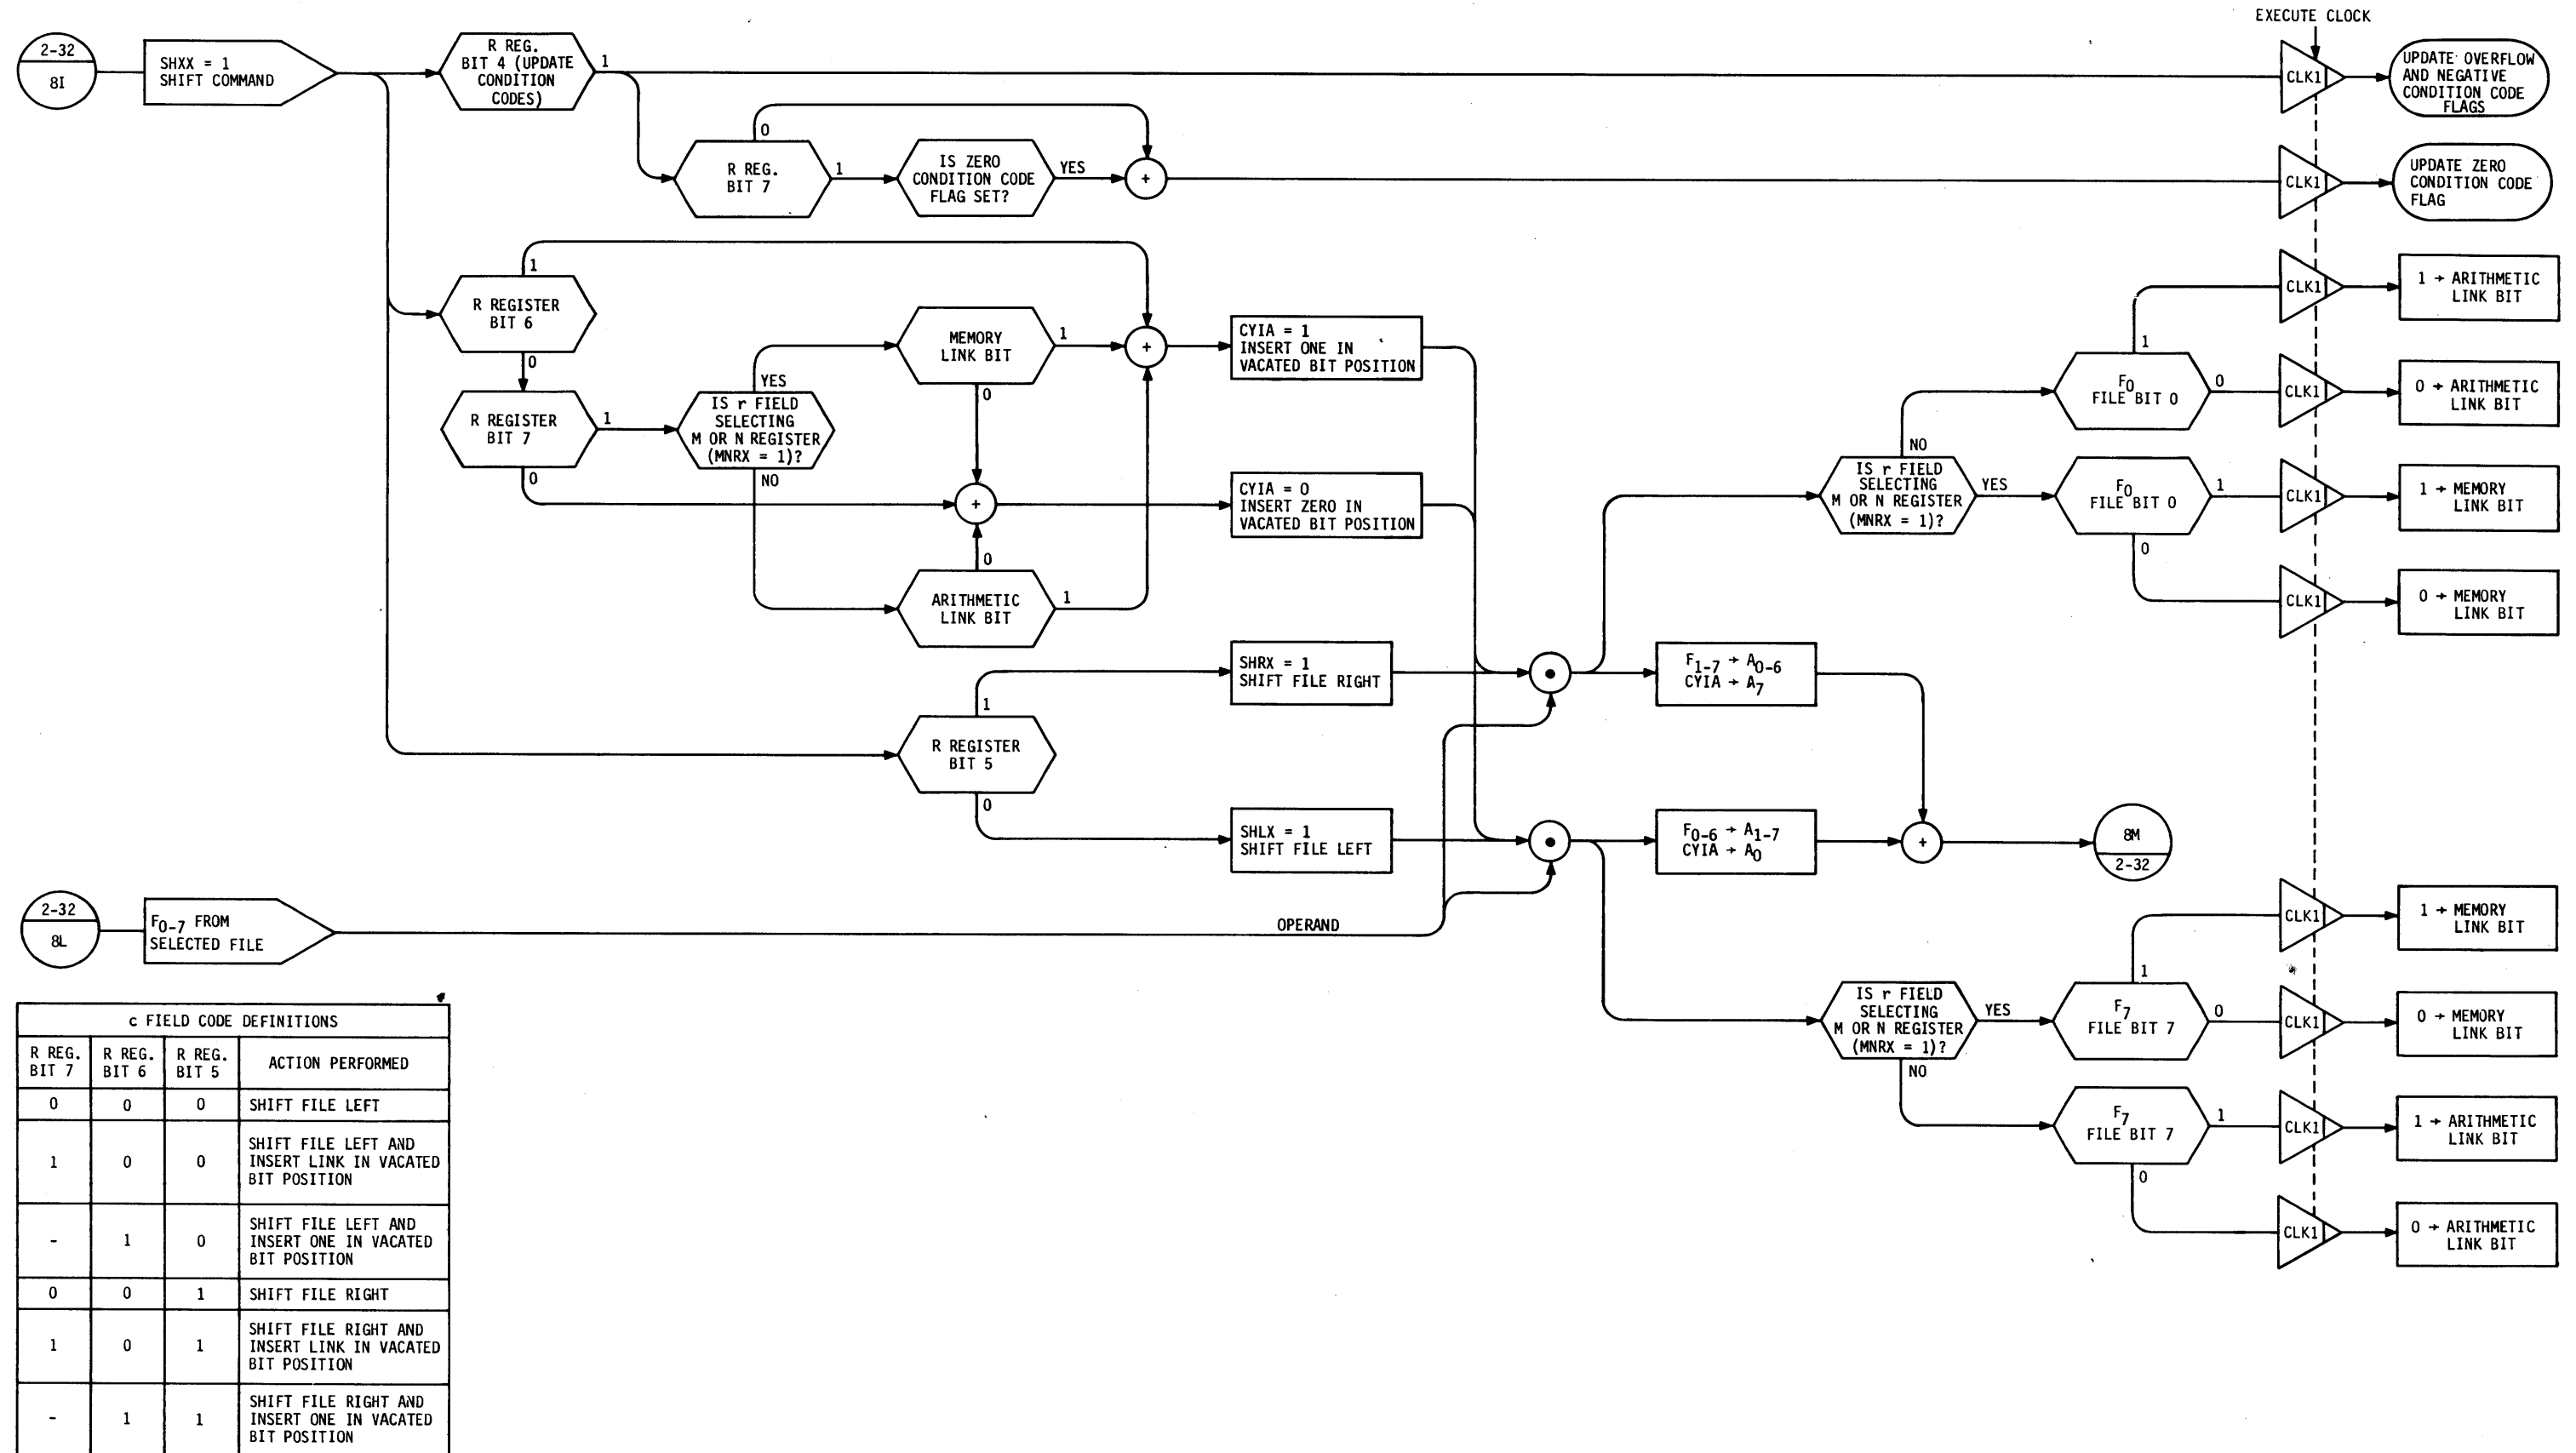 EXECUTE CLOCK
2-32
8I
SHXX = 1
SHIFT COMMAND
R REG.
BIT 4 (UPDATE
CONDITION
CODES)
1
CLK1
UPDATE OVERFLOW
AND NEGATIVE
CONDITION CODE
FLAGS
0
R REG.
BIT 7
1
IS ZERO
CONDITION CODE
FLAG SET?
YES
+
CLK1
UPDATE ZERO
CONDITION CODE
FLAG
1
R REGISTER
BIT 6
0
R REGISTER
BIT 7
1
0
YES
IS r FIELD
SELECTING
M OR N REGISTER
(MNRX = 1)?
NO
MEMORY
LINK BIT
1
0
+
+
0
ARITHMETIC
LINK BIT
1
CYIA = 1
INSERT ONE IN
VACATED BIT POSITION
CYIA = 0
INSERT ZERO IN
VACATED BIT POSITION
SHRX = 1
SHIFT FILE RIGHT
1
R REGISTER
BIT 5
0
SHLX = 1
SHIFT FILE LEFT
F1-7 → A0-6
CYIA → A7
F0-6 → A1-7
CYIA → A0
+
8M
2-32
NO
IS r FIELD
SELECTING
M OR N REGISTER
(MNRX = 1)?
YES
1
F0
FILE BIT 0
0
F0
FILE BIT 0
1
0
CLK1
1 → ARITHMETIC
LINK BIT
CLK1
0 → ARITHMETIC
LINK BIT
CLK1
1 → MEMORY
LINK BIT
CLK1
0 → MEMORY
LINK BIT
2-32
8L
F0-7 FROM
SELECTED FILE
OPERAND
IS r FIELD
SELECTING
M OR N REGISTER
(MNRX = 1)?
YES
NO
1
F7
FILE BIT 7
0
F7
FILE BIT 7
1
0
CLK1
1 → MEMORY
LINK BIT
CLK1
0 → MEMORY
LINK BIT
CLK1
1 → ARITHMETIC
LINK BIT
CLK1
0 → ARITHMETIC
LINK BIT
c FIELD CODE DEFINITIONS
R REG. BIT 7 R REG. BIT 6 R REG. BIT 5 ACTION PERFORMED
0 0 0 SHIFT FILE LEFT
1 0 0 SHIFT FILE LEFT AND
INSERT LINK IN VACATED
BIT POSITION
- 1 0 SHIFT FILE LEFT AND
INSERT ONE IN VACATED
BIT POSITION
0 0 1 SHIFT FILE RIGHT
1 0 1 SHIFT FILE RIGHT AND
INSERT LINK IN VACATED
BIT POSITION
- 1 1 SHIFT FILE RIGHT AND
INSERT ONE IN VACATED
BIT POSITION